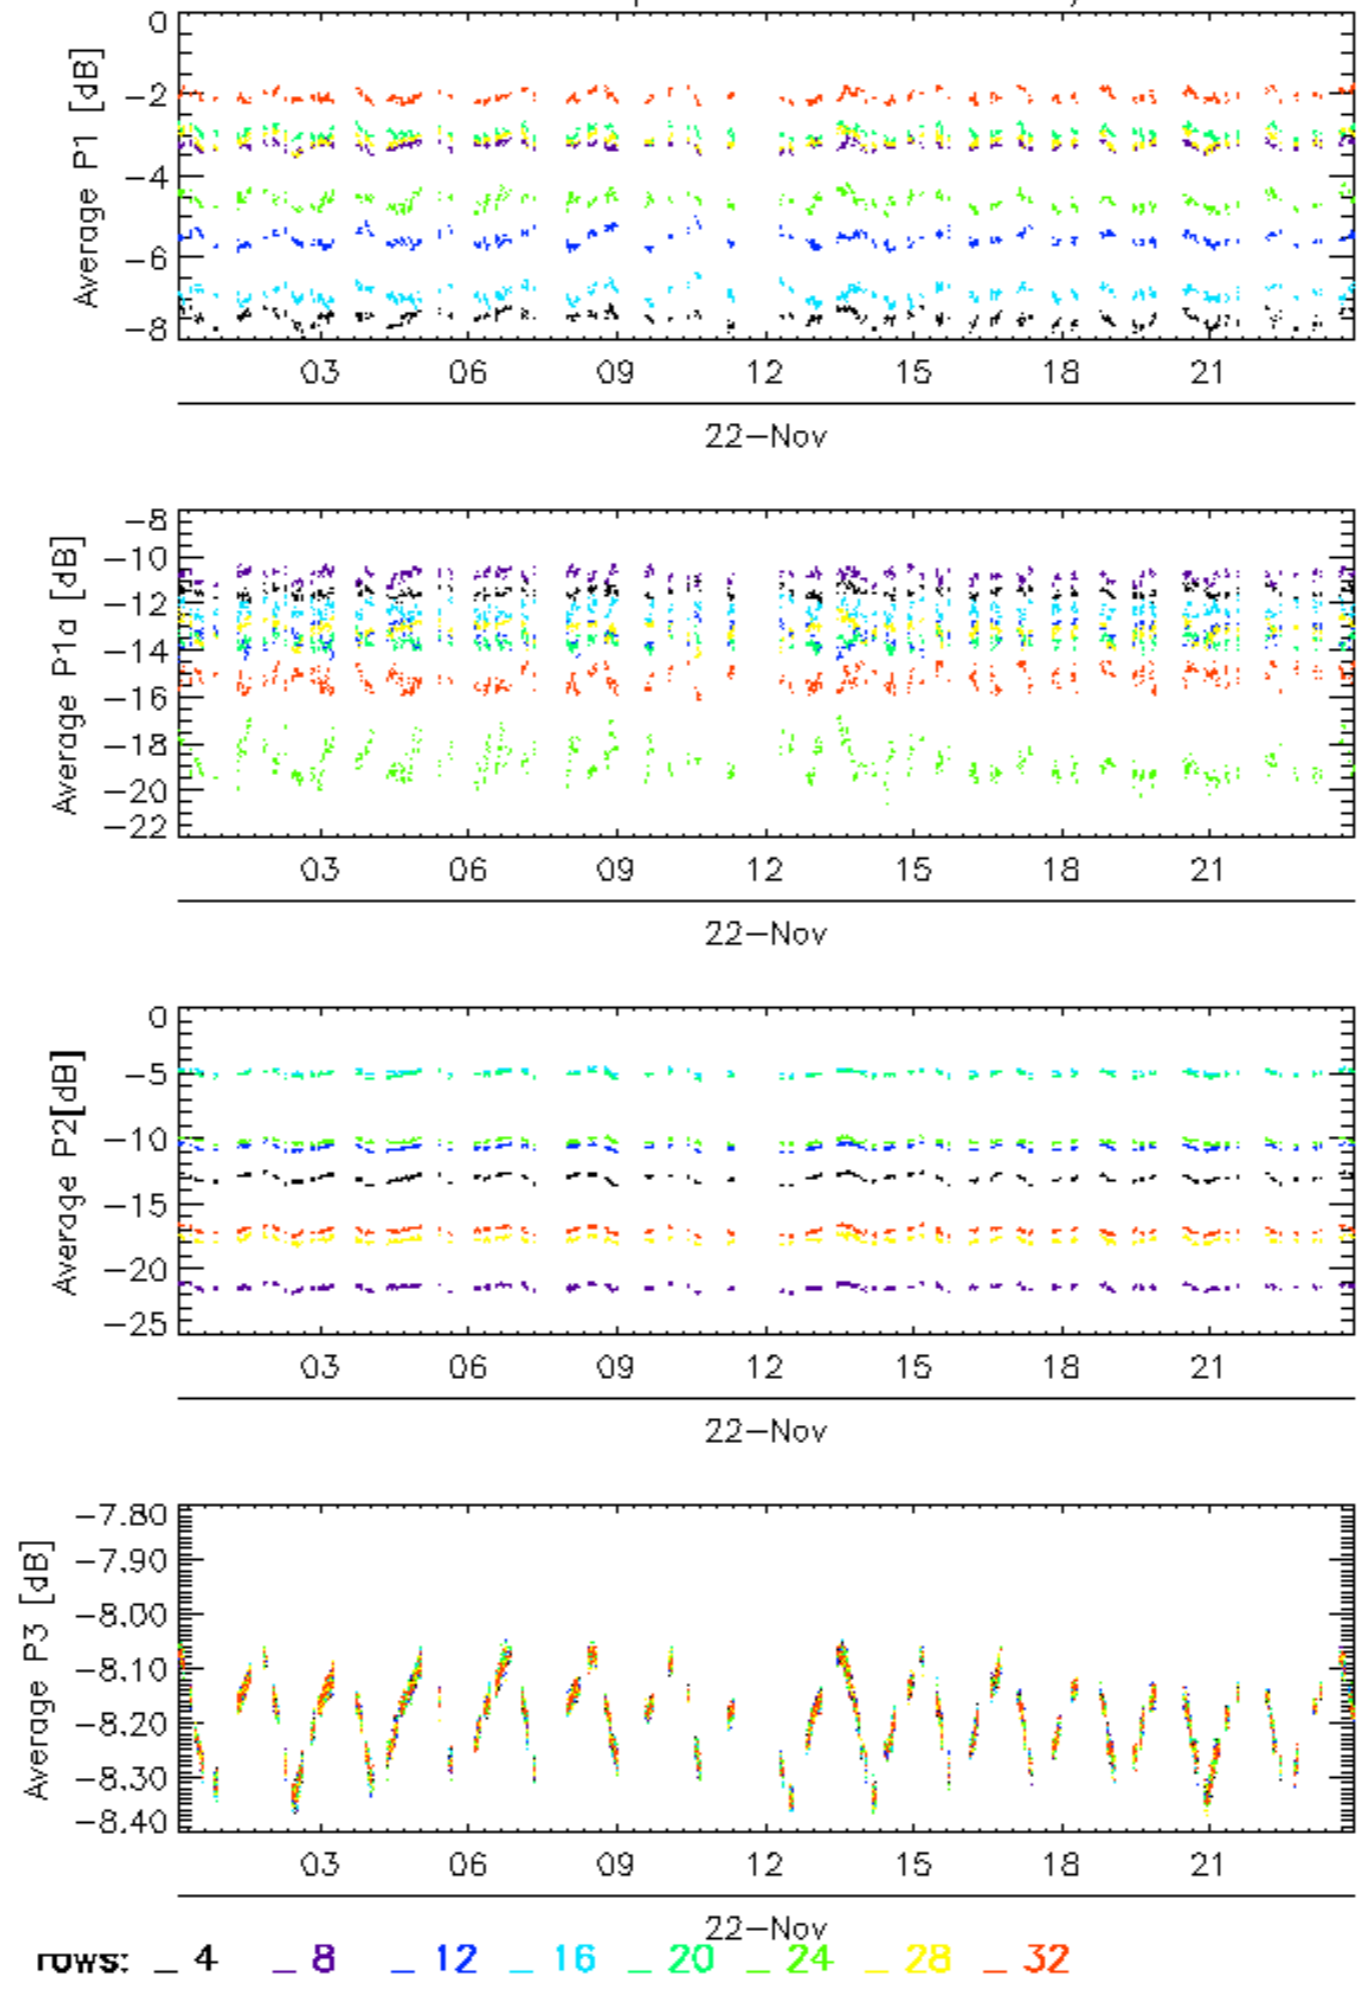 0
−2
−4
−6
−8
Average P1 [dB]
03 06 09 12 15 18 21
22−Nov
−8
−10
−12
−14
−16
−18
−20
−22
Average P1a [dB]
03 06 09 12 15 18 21
22−Nov
0
−5
−10
−15
−20
−25
Average P2[dB]
03 06 09 12 15 18 21
22−Nov
−7.80
−7.90
−8.00
−8.10
−8.20
−8.30
−8.40
Average P3 [dB]
03 06 09 12 15 18 21
22−Nov
rows: _ 4 _ 8 _ 12 _ 16 _ 20 _ 24 _ 28 _ 32